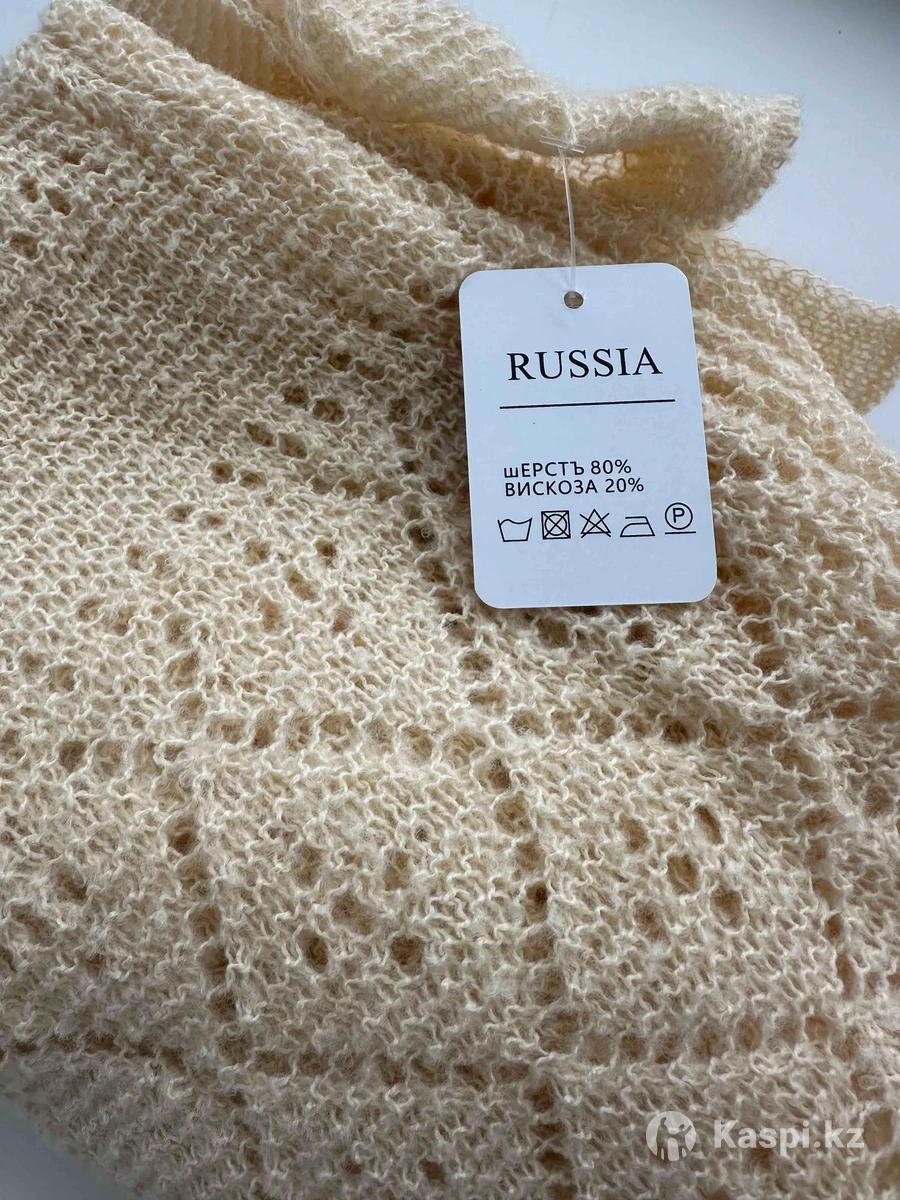 RUSSIA
шЕРСТЪ 80%
ВИСКОЗА 20%
P
Kaspi.kz